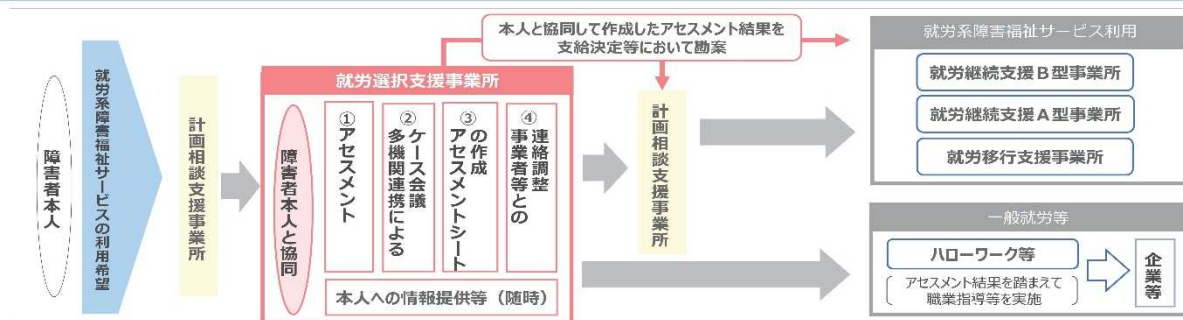 障害者本人
就労系障害福祉サービスの利用希望
計画相談支援事業所
就労選択支援事業所
障害者本人と協同
①
アセスメント
②
多機関連携による
ケース会議
③
アセスメントシート
の作成
④
事業者等との
連絡調整
本人への情報提供等（随時）
本人と協同して作成したアセスメント結果を
支給決定等において勘案
計画相談支援事業所
就労系障害福祉サービス利用
就労継続支援Ｂ型事業所
就労継続支援Ａ型事業所
就労移行支援事業所
一般就労等
ハローワーク等
アセスメント結果を踏まえて
職業指導等を実施
企業等